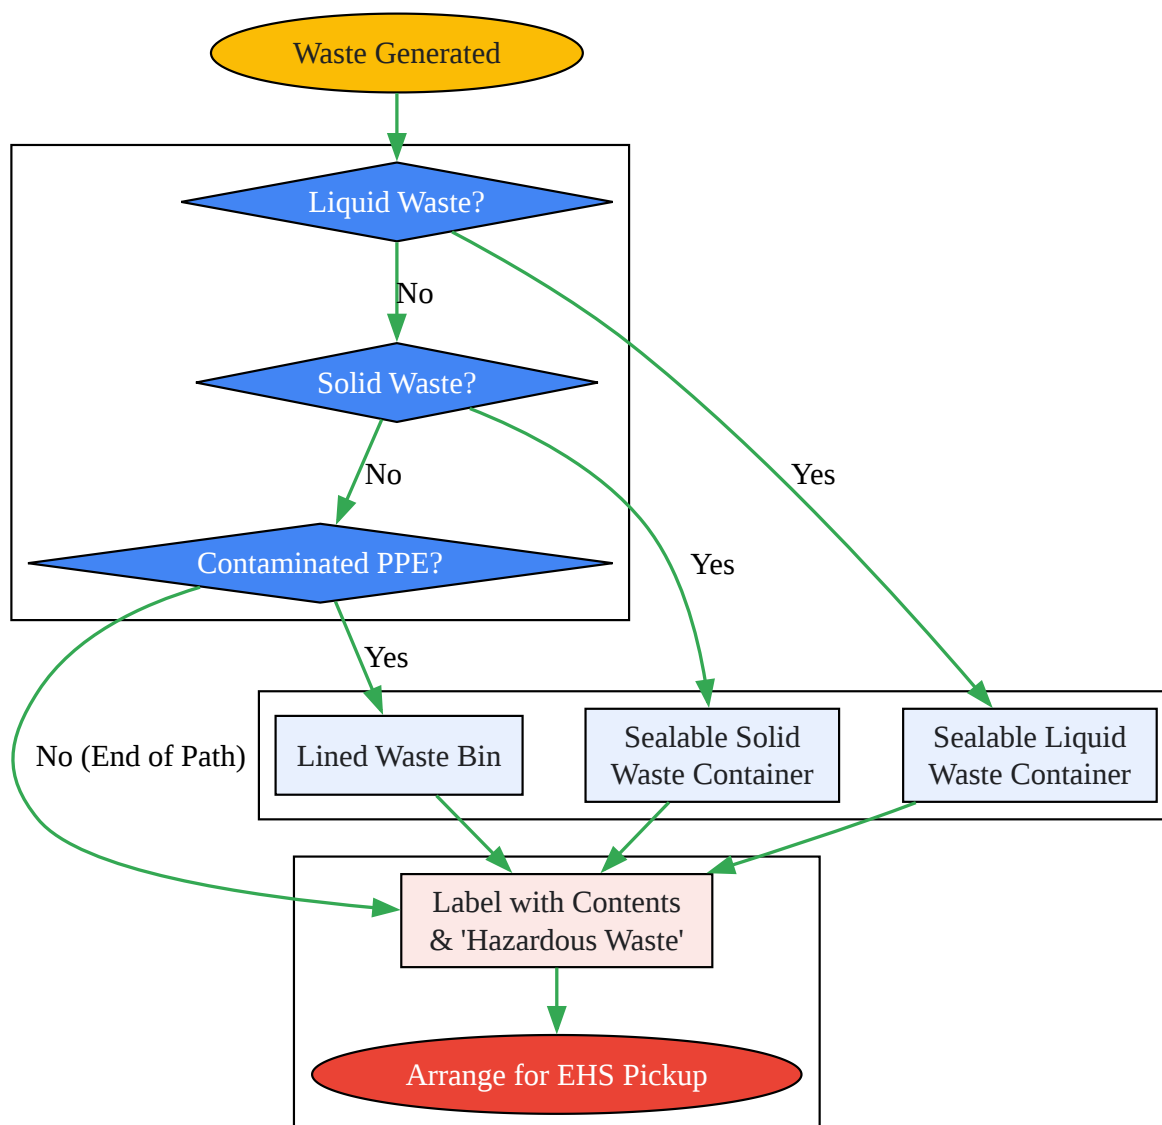 Waste Generated
Liquid Waste?
No
Solid Waste?
No
Yes
Contaminated PPE?
Yes
Yes
No (End of Path)
Lined Waste Bin
Sealable Solid
Waste Container
Sealable Liquid
Waste Container
Label with Contents
& 'Hazardous Waste'
Arrange for EHS Pickup